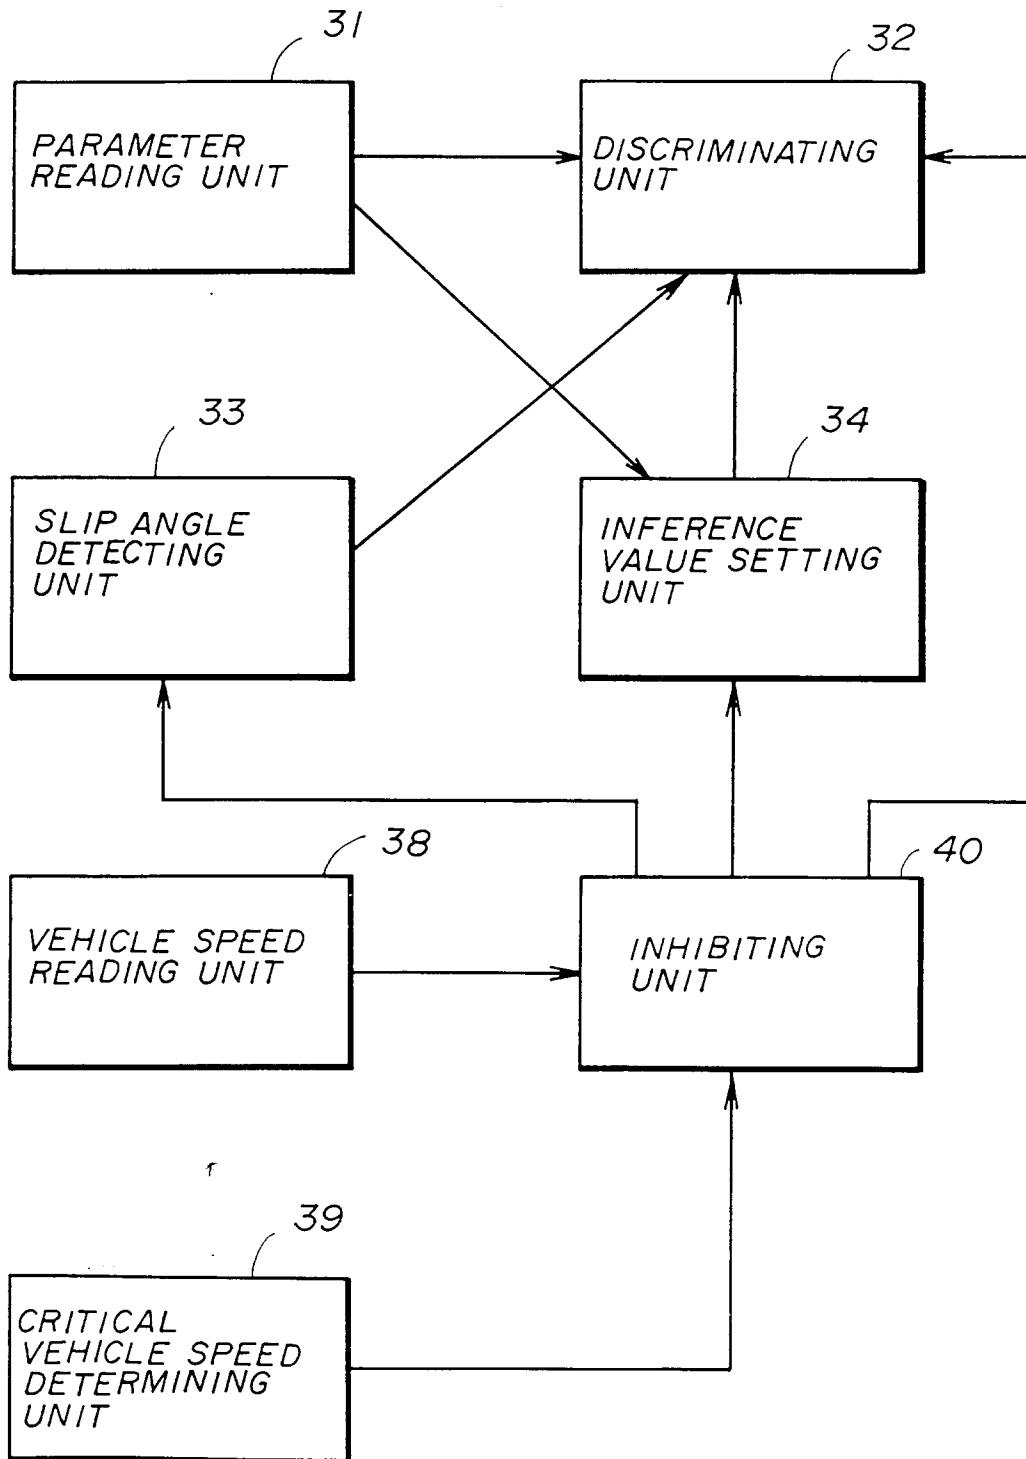 31
32
PARAMETER
READING UNIT
DISCRIMINATING
UNIT
33
34
SLIP ANGLE
DETECTING
UNIT
INFERENCE
VALUE SETTING
UNIT
38
40
VEHICLE SPEED
READING UNIT
INHIBITING
UNIT
39
CRITICAL
VEHICLE SPEED
DETERMINING
UNIT